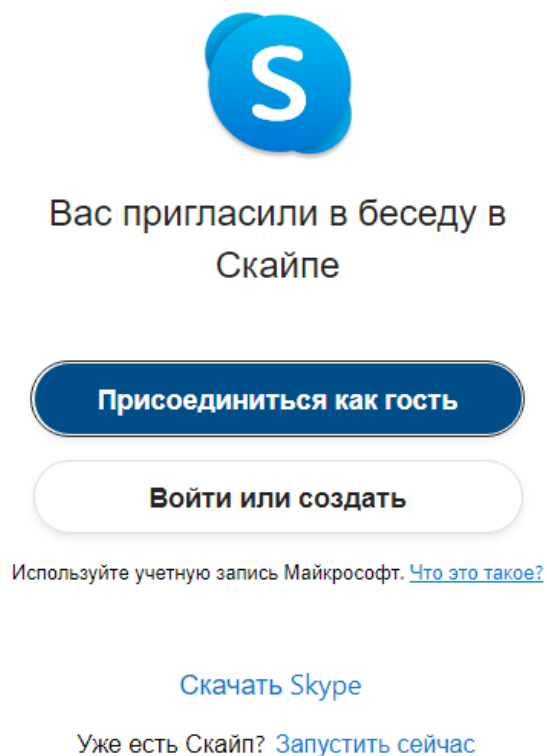 S
Вас пригласили в беседу в
Скайпе
Присоединиться как гость
Войти или создать
Используйте учетную запись Майкрософт. Что это такое?
Скачать Skype
Уже есть Скайп? Запустить сейчас